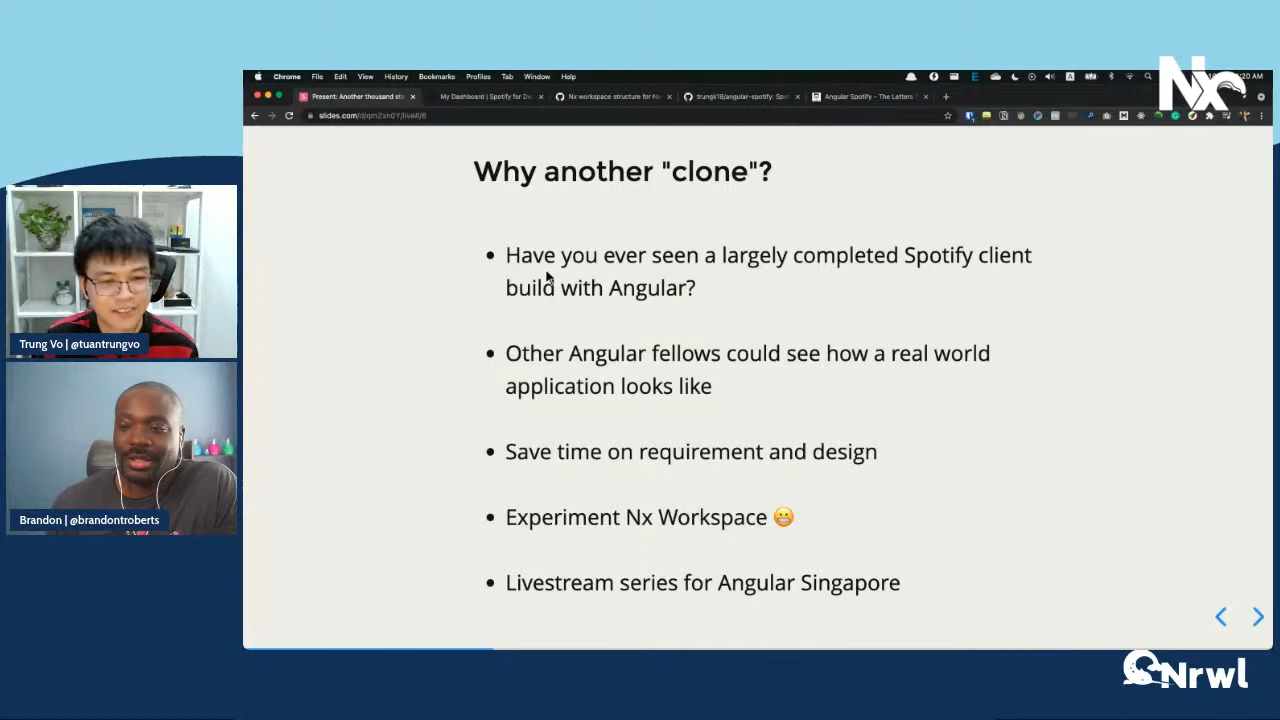 Chrome File Edit View History Bookmarks Profiles Tab Window Help
Present: Another thousand sta
My Dashboard | Spotify for De
Nx workspace structure for N
trungk18/angular-spotify: Spo
Angular Spotify – The Letters
slides.com/d/qmZxn0Y/live#/6
Nx
Why another "clone"?
Have you ever seen a largely completed Spotify client
build with Angular?
Other Angular fellows could see how a real world
application looks like
Save time on requirement and design
Experiment Nx Workspace 😬
Livestream series for Angular Singapore
Trung Vo | @tuantrungvo
Brandon | @brandontroberts
Nrwl